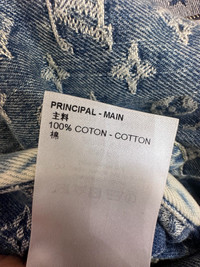 PRINCIPAL - MAIN
主料
100% COTON - COTTON
棉